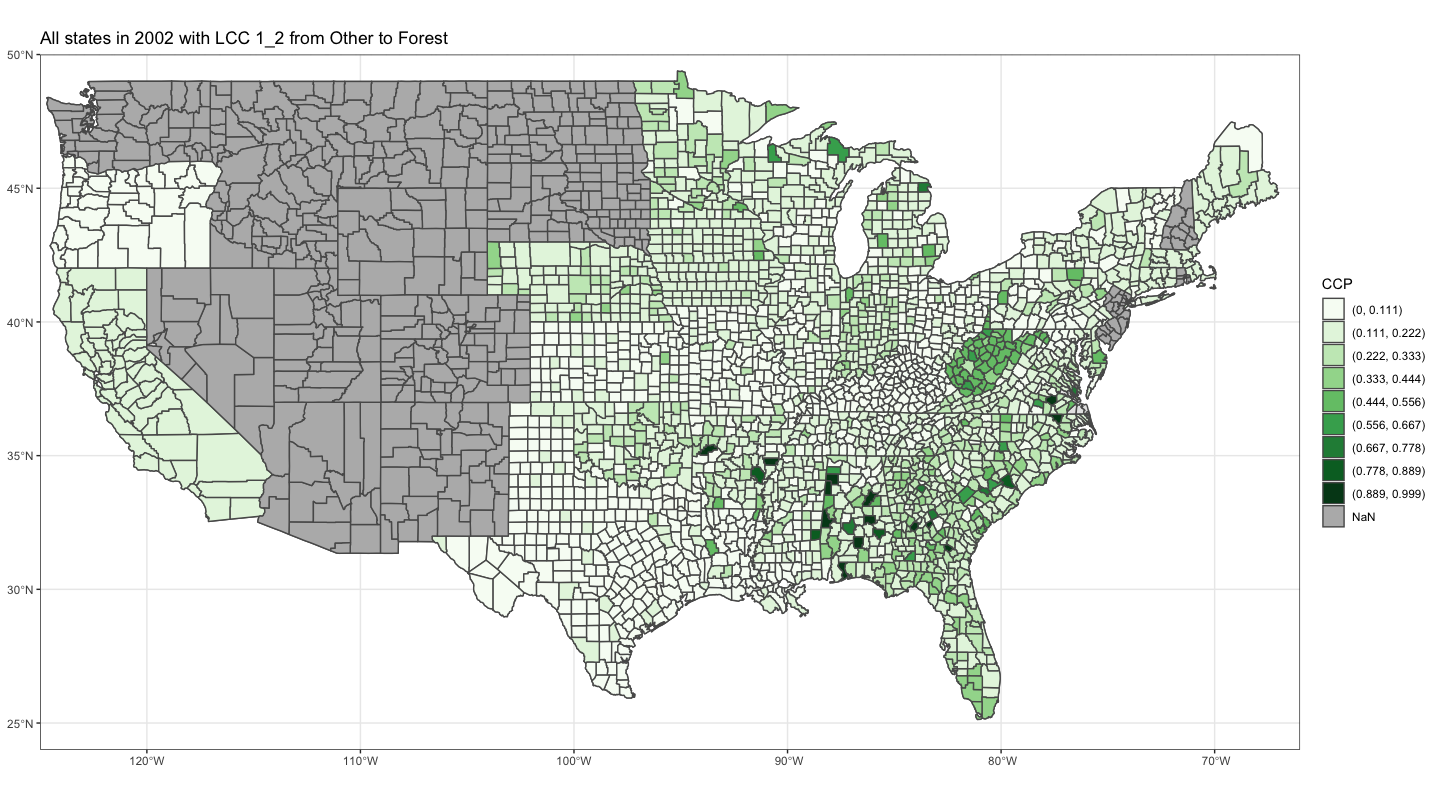 All states in 2002 with LCC 1_2 from Other to Forest
50°N
45°N
40°N
35°N
30°N
25°N
120°W
110°W
100°W
90°W
80°W
70°W
CCP
(0, 0.111)
(0.111, 0.222)
(0.222, 0.333)
(0.333, 0.444)
(0.444, 0.556)
(0.556, 0.667)
(0.667, 0.778)
(0.778, 0.889)
(0.889, 0.999)
NaN